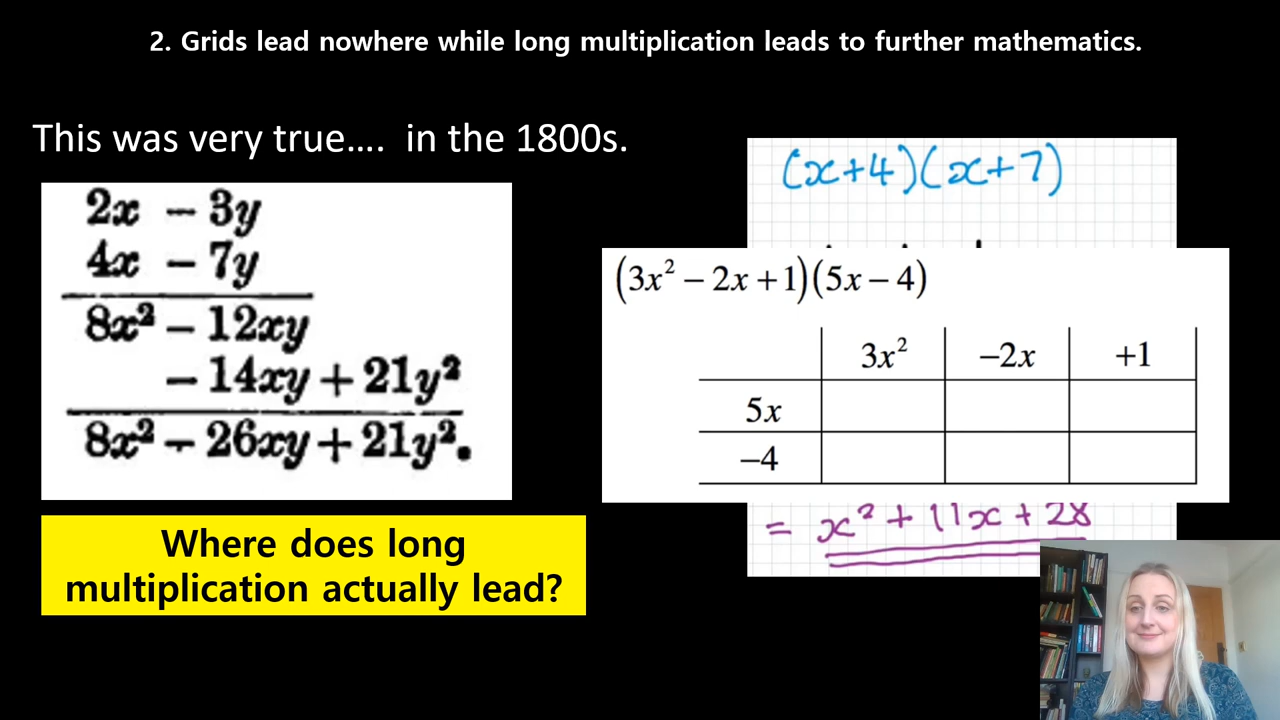 2. Grids lead nowhere while long multiplication leads to further mathematics.
This was very true.... in the 1800s.
2x - 3y
4x - 7y
8x² - 12xy
- 14xy + 21y²
8x² - 26xy + 21y².
Where does long
multiplication actually lead?
(x+4)(x+7)
(3x² − 2x + 1)(5x − 4)
3x² −2x +1
5x
−4
= x² + 11x + 28